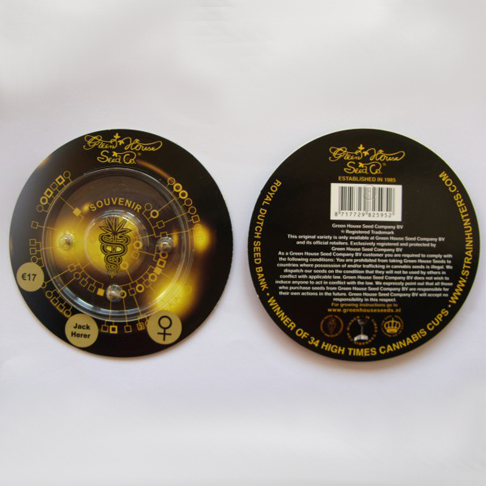 Green House
Seed Co.
SOUVENIR
€17
Jack
Herer
Green House
Seed Co.
ESTABLISHED IN 1985
8 717729 825952
Green House Seed Company BV
® Registered Trademark
This original variety is only available at Green House Seed Company BV
and its official retailers. Exclusively registered and protected by
Green House Seed Company BV
As a Green House Seed Company BV customer you are required to comply with
the following conditions: You are prohibited from taking Green House Seeds to
countries where possession of and/or trafficking in cannabis seeds is illegal. We
dispatch our seeds on the condition that they will not be used by others in
conflict with applicable law. Green House Seed Company BV does not wish to
induce anyone to act in conflict with the law. We expressly point out that all those
who purchase seeds from Green House Seed Company BV are responsible for
their own actions in the future. Green House Seed Company BV will accept no
responsibility in this respect.
For growing instructions go to
www.greenhouseseeds.nl
ROYAL DUTCH SEED BANK • WINNER OF 34 HIGH TIMES CANNABIS CUPS • WWW.STRAINHUNTERS.COM